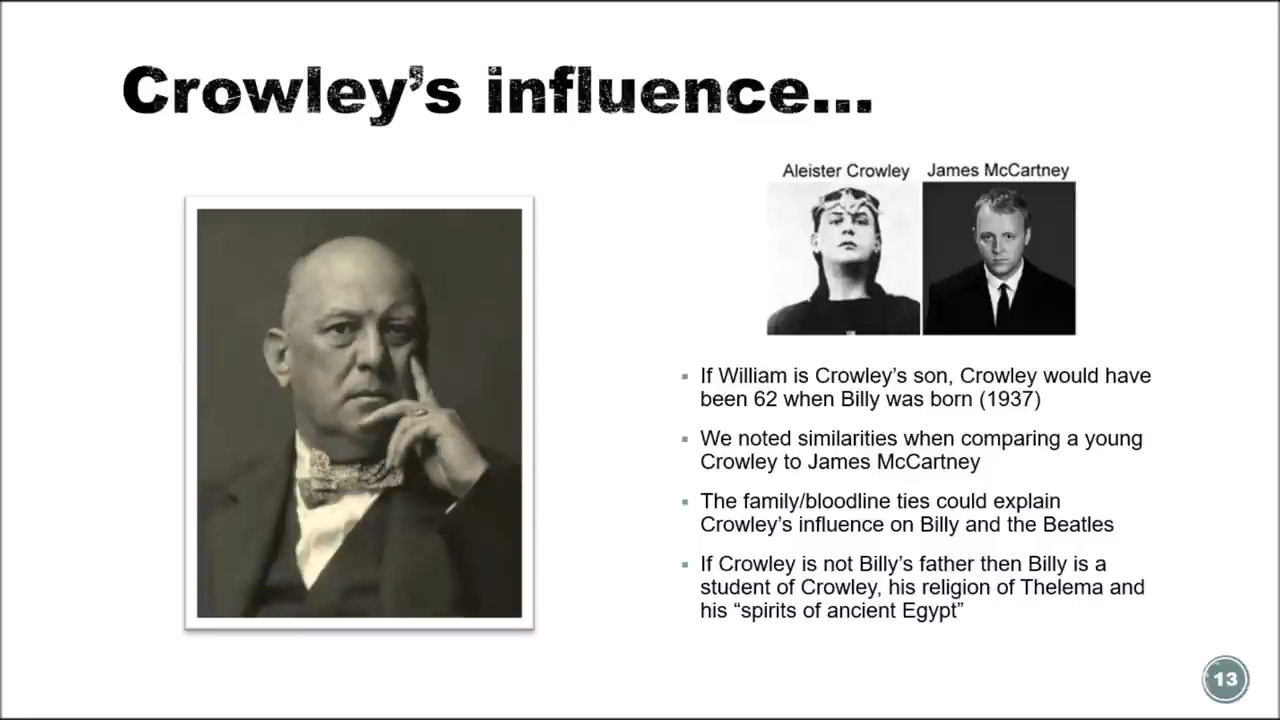 Crowley’s influence...
Aleister Crowley James McCartney
If William is Crowley’s son, Crowley would have
been 62 when Billy was born (1937)
We noted similarities when comparing a young
Crowley to James McCartney
The family/bloodline ties could explain
Crowley’s influence on Billy and the Beatles
If Crowley is not Billy’s father then Billy is a
student of Crowley, his religion of Thelema and
his “spirits of ancient Egypt”
13